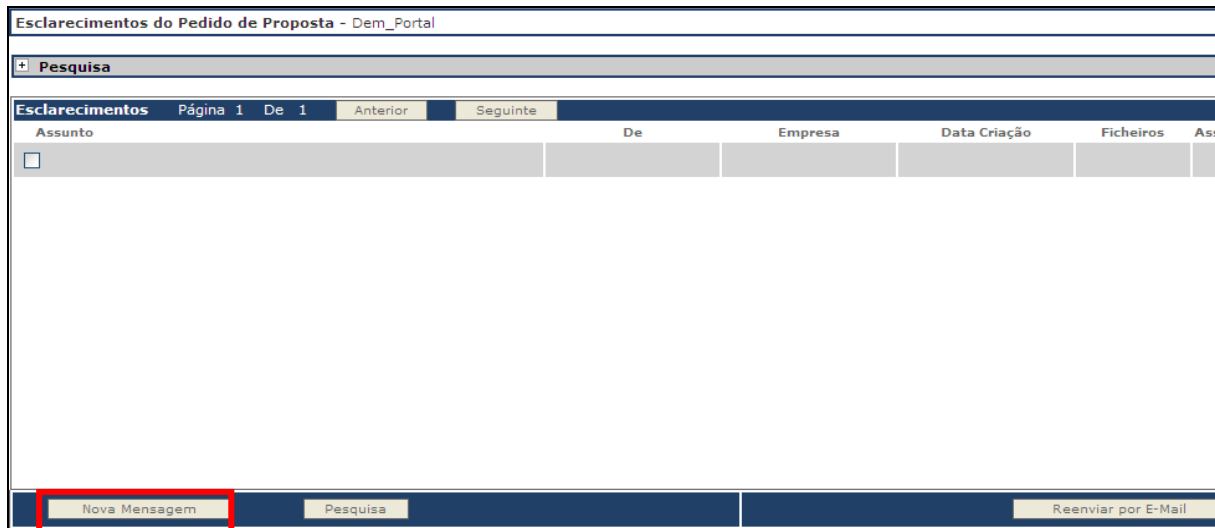 Esclarecimentos do Pedido de Proposta - Dem_Portal
+ Pesquisa
Esclarecimentos Página 1 De 1 Anterior Seguinte
Assunto De Empresa Data Criação Ficheiros Ass
Nova Mensagem Pesquisa Reenviar por E-Mail